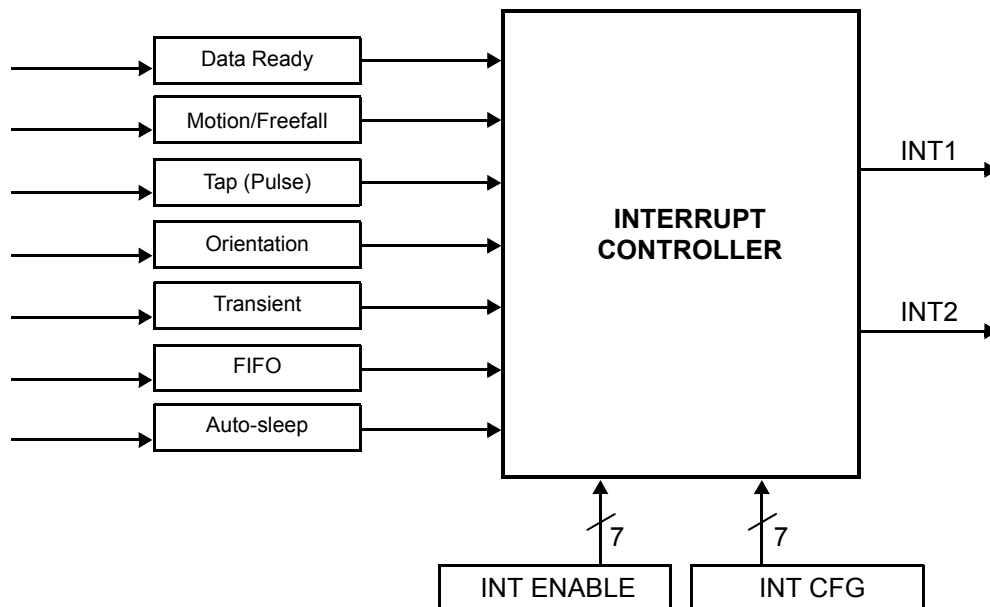 Data Ready
Motion/Freefall
Tap (Pulse)
Orientation
Transient
FIFO
Auto-sleep
INTERRUPT
CONTROLLER
INT1
INT2
7
7
INT ENABLE
INT CFG